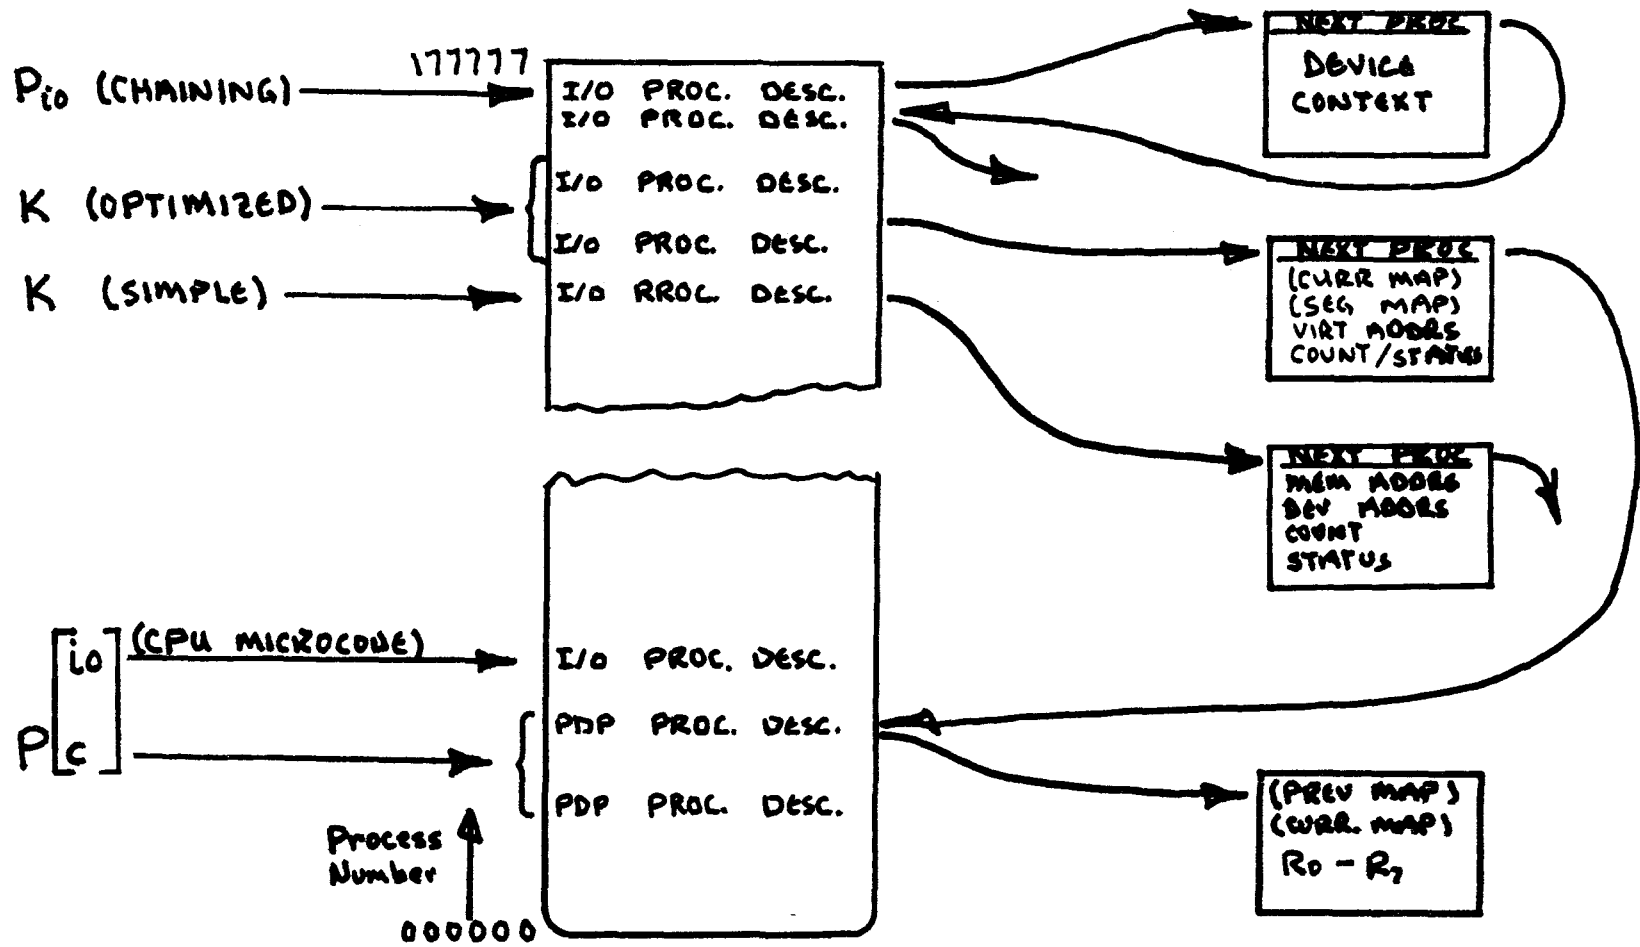 177777
P io (CHAINING)
I/O PROC. DESC.
I/O PROC. DESC.
K (OPTIMIZED)
I/O PROC. DESC.
I/O PROC. DESC.
K (SIMPLE)
I/O RROC. DESC.
NEXT PROC
DEVICE
CONTEXT
NEXT PROC
(CURR MAP)
(SEG MAP)
VIRT ADDRS
COUNT/STATUS
NEXT PROC
MEM ADDRS
DEV ADDRS
COUNT
STATUS
P [io c]
(CPU MICROCODE)
I/O PROC. DESC.
PDP PROC. DESC.
PDP PROC. DESC.
Process
Number
000000
(PREV MAP)
(CURR. MAP)
R0 - R7